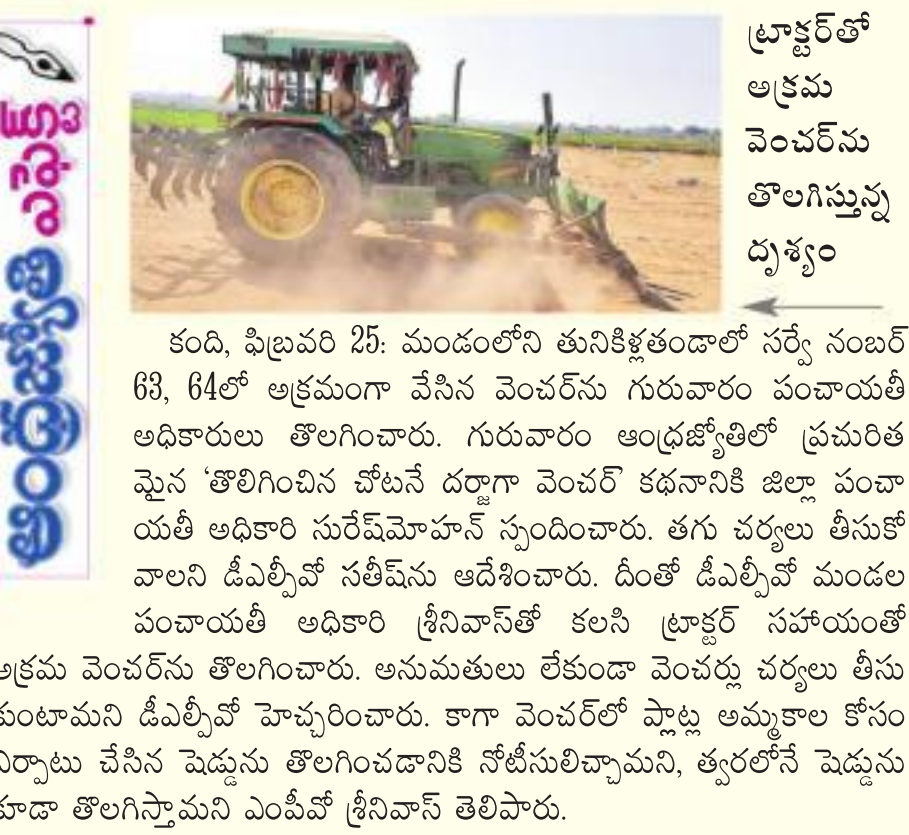 ఆంధ్రజ్యోతి ఎఫెక్ట్
ట్రాక్టర్‌తో
అక్రమ
వెంచర్‌ను
తొలగిస్తున్న
దృశ్యం
కంది, ఫిబ్రవరి 25: మండంలోని తునికిళ్లతండాలో సర్వే నంబర్
63, 64లో అక్రమంగా వేసిన వెంచర్‌ను గురువారం పంచాయతీ
అధికారులు తొలగించారు. గురువారం ఆంధ్రజ్యోతిలో ప్రచురిత
మైన ‘తొలిగించిన చోటనే దర్జాగా వెంచర్’ కథనానికి జిల్లా పంచా
యతీ అధికారి సురేష్‌మోహన్ స్పందించారు. తగు చర్యలు తీసుకో
వాలని డీఎల్పీవో సతీష్‌ను ఆదేశించారు. దీంతో డీఎల్పీవో మండల
పంచాయతీ అధికారి శ్రీనివాస్‌తో కలసి ట్రాక్టర్ సహాయంతో
అక్రమ వెంచర్‌ను తొలగించారు. అనుమతులు లేకుండా వెంచర్లు చర్యలు తీసు
కుంటామని డీఎల్పీవో హెచ్చరించారు. కాగా వెంచర్‌లో ప్లాట్ల అమ్మకాల కోసం
ఏర్పాటు చేసిన షెడ్డును తొలగించడానికి నోటీసులిచ్చామని, త్వరలోనే షెడ్డును
కూడా తొలగిస్తామని ఎంపీవో శ్రీనివాస్ తెలిపారు.